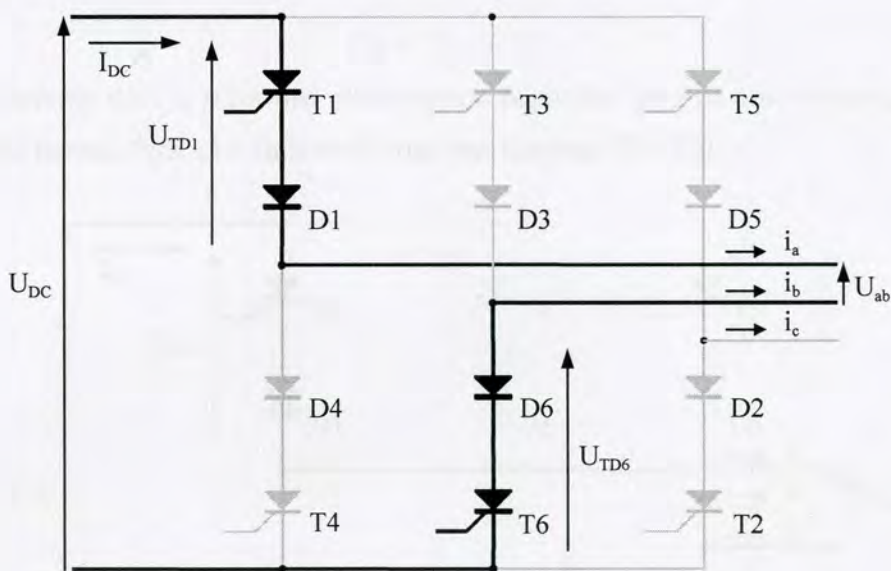 I_DC
T1
T3
T5
U_TD1
D1
D3
D5
i_a
U_DC
i_b
U_ab
i_c
D4
D6
D2
U_TD6
T4
T6
T2